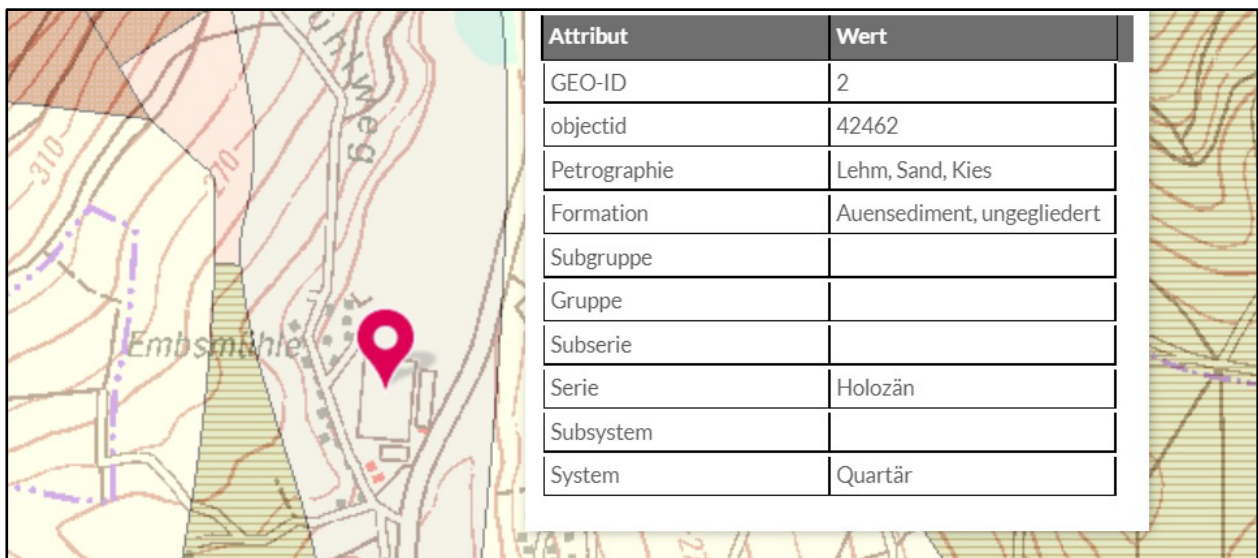 Attribut Wert
GEO-ID 2
objectid 42462
Petrographie Lehm, Sand, Kies
Formation Auensediment, ungegliedert
Subgruppe
Gruppe
Subserie
Serie Holozän
Subsystem
System Quartär
310
270
Embsmühle